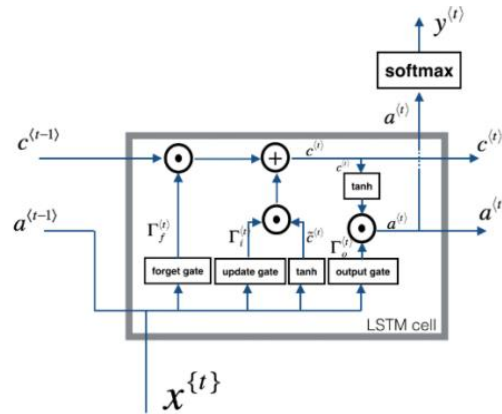 y⟨t⟩
softmax
a⟨t⟩
c⟨t-1⟩
c⟨t⟩
c⟨t⟩
c⟨t⟩
tanh
a⟨t-1⟩
Γf⟨t⟩
Γi⟨t⟩
c̃⟨t⟩
Γo⟨t⟩
a⟨t⟩
a⟨t
forget gate
update gate
tanh
output gate
LSTM cell
x{t}